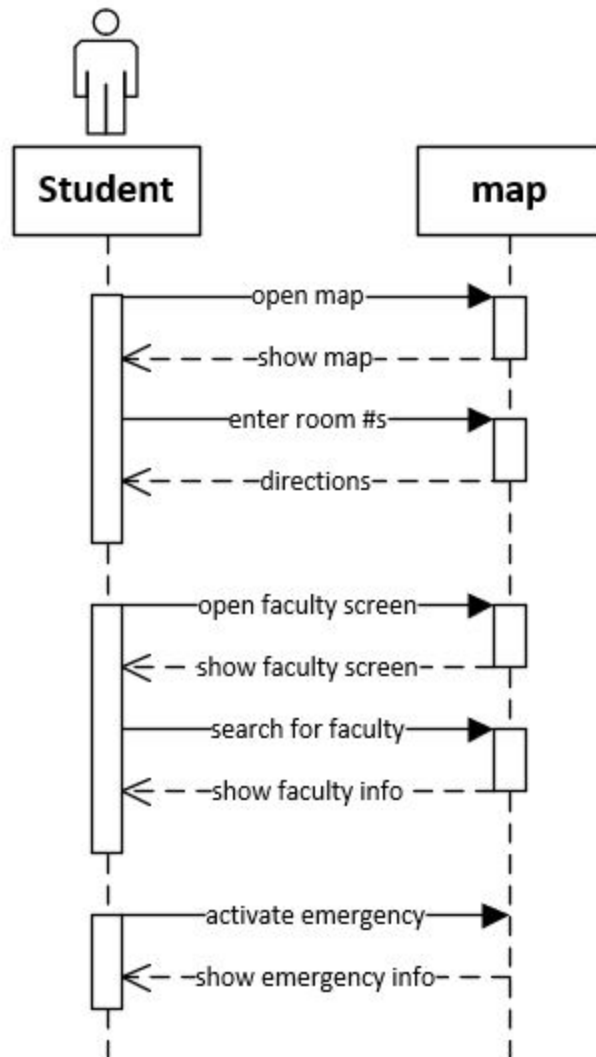 Student
map
open map
show map
enter room #s
directions
open faculty screen
show faculty screen
search for faculty
show faculty info
activate emergency
show emergency info